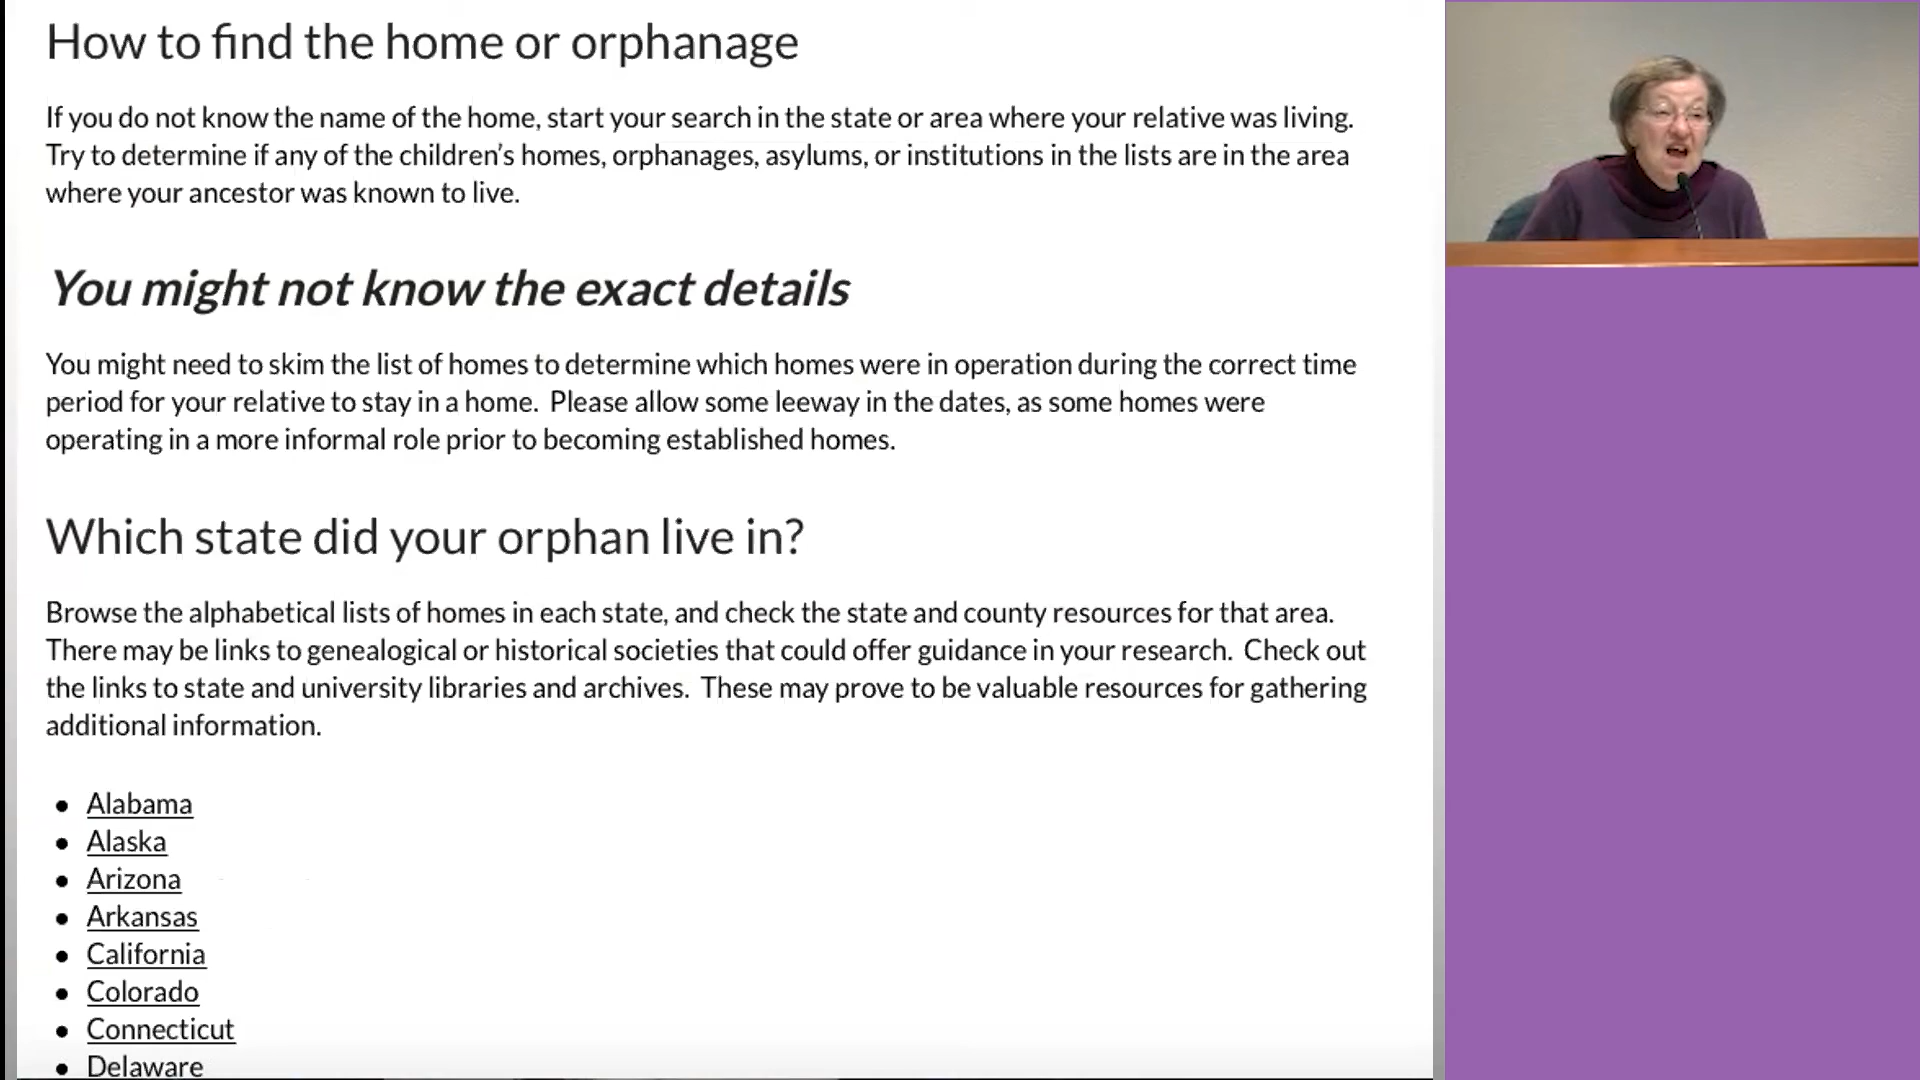 How to find the home or orphanage
If you do not know the name of the home, start your search in the state or area where your relative was living.
Try to determine if any of the children's homes, orphanages, asylums, or institutions in the lists are in the area
where your ancestor was known to live.
You might not know the exact details
You might need to skim the list of homes to determine which homes were in operation during the correct time
period for your relative to stay in a home.  Please allow some leeway in the dates, as some homes were
operating in a more informal role prior to becoming established homes.
Which state did your orphan live in?
Browse the alphabetical lists of homes in each state, and check the state and county resources for that area.
There may be links to genealogical or historical societies that could offer guidance in your research.  Check out
the links to state and university libraries and archives.  These may prove to be valuable resources for gathering
additional information.
• Alabama
• Alaska
• Arizona
• Arkansas
• California
• Colorado
• Connecticut
• Delaware